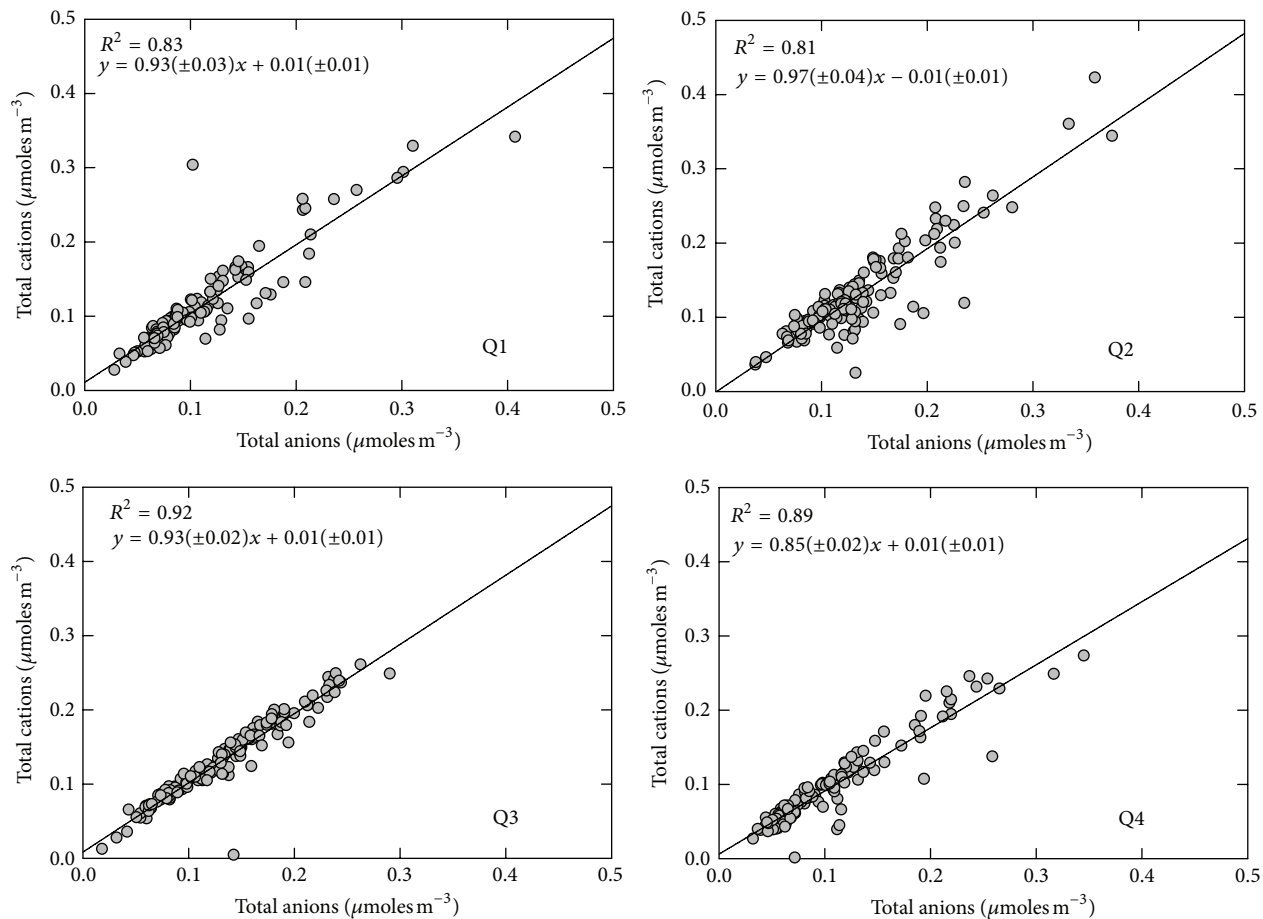 0.5
0.4
0.3
0.2
0.1
0.0
Total cations (μmoles m⁻³)
R² = 0.83
y = 0.93(±0.03)x + 0.01(±0.01)
Q1
0.0 0.1 0.2 0.3 0.4 0.5
Total anions (μmoles m⁻³)
0.5
0.4
0.3
0.2
0.1
0.0
Total cations (μmoles m⁻³)
R² = 0.81
y = 0.97(±0.04)x − 0.01(±0.01)
Q2
0.0 0.1 0.2 0.3 0.4 0.5
Total anions (μmoles m⁻³)
0.5
0.4
0.3
0.2
0.1
0.0
Total cations (μmoles m⁻³)
R² = 0.92
y = 0.93(±0.02)x + 0.01(±0.01)
Q3
0.0 0.1 0.2 0.3 0.4 0.5
Total anions (μmoles m⁻³)
0.5
0.4
0.3
0.2
0.1
0.0
Total cations (μmoles m⁻³)
R² = 0.89
y = 0.85(±0.02)x + 0.01(±0.01)
Q4
0.0 0.1 0.2 0.3 0.4 0.5
Total anions (μmoles m⁻³)